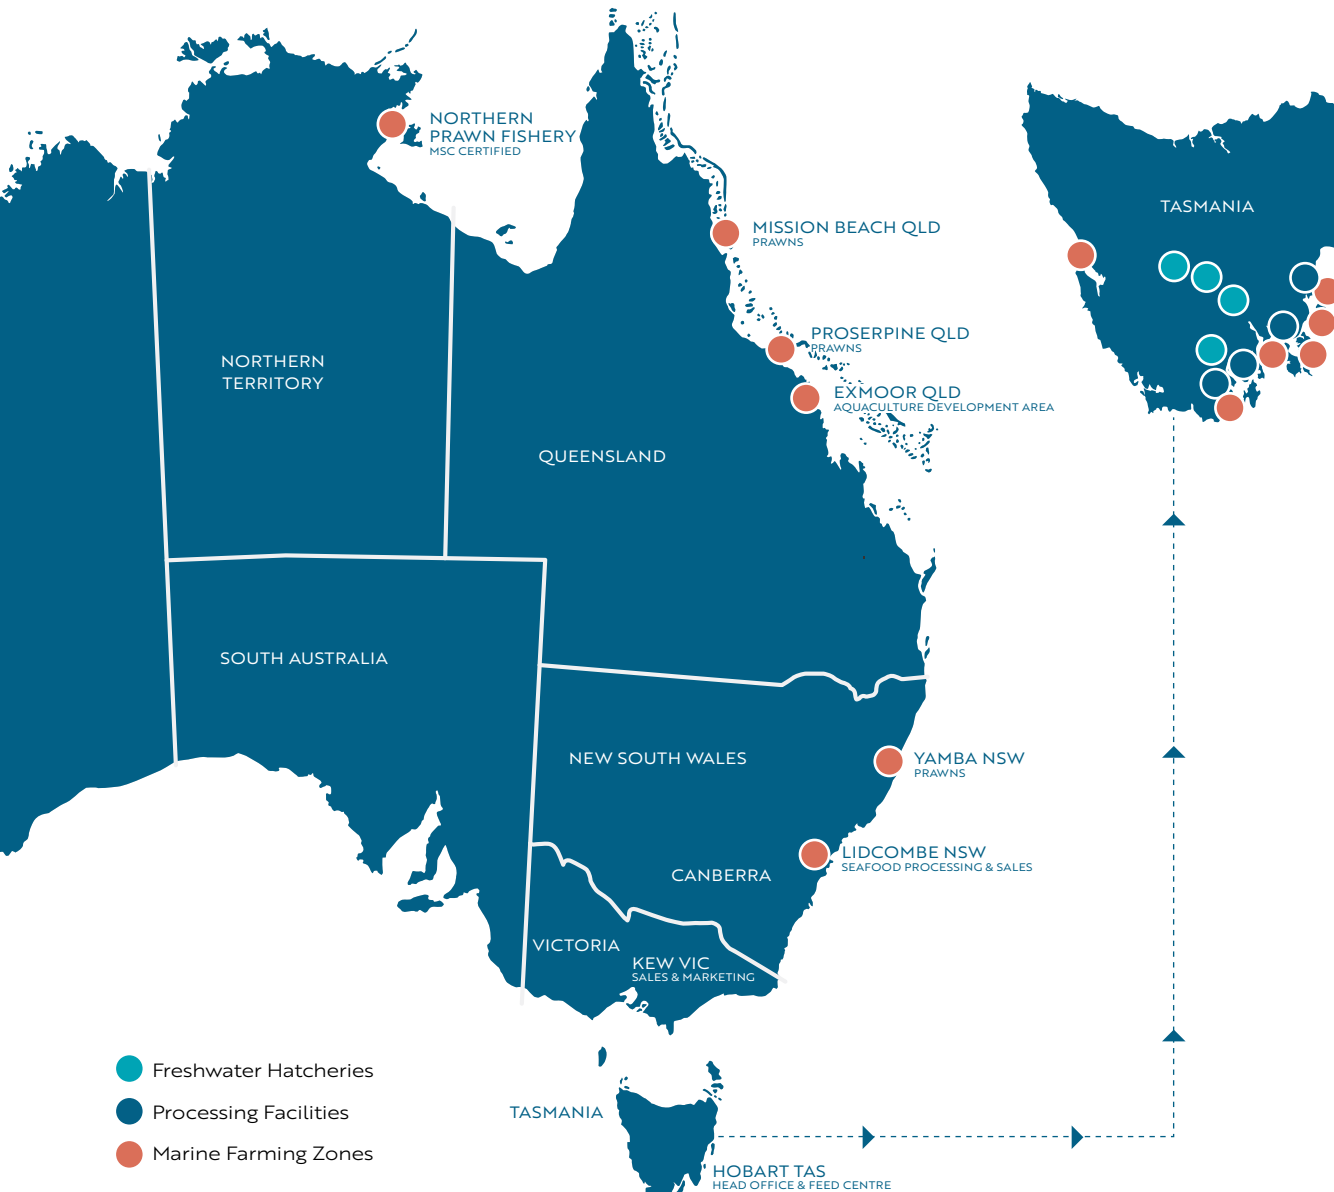 NORTHERN
PRAWN FISHERY
MSC CERTIFIED
TASMANIA
MISSION BEACH QLD
PRAWNS
PROSERPINE QLD
PRAWNS
NORTHERN
TERRITORY
EXMOOR QLD
AQUACULTURE DEVELOPMENT AREA
QUEENSLAND
SOUTH AUSTRALIA
NEW SOUTH WALES
YAMBA NSW
PRAWNS
LIDCOMBE NSW
SEAFOOD PROCESSING & SALES
CANBERRA
VICTORIA
KEW VIC
SALES & MARKETING
Freshwater Hatcheries
Processing Facilities
Marine Farming Zones
TASMANIA
HOBART TAS
HEAD OFFICE & FEED CENTRE